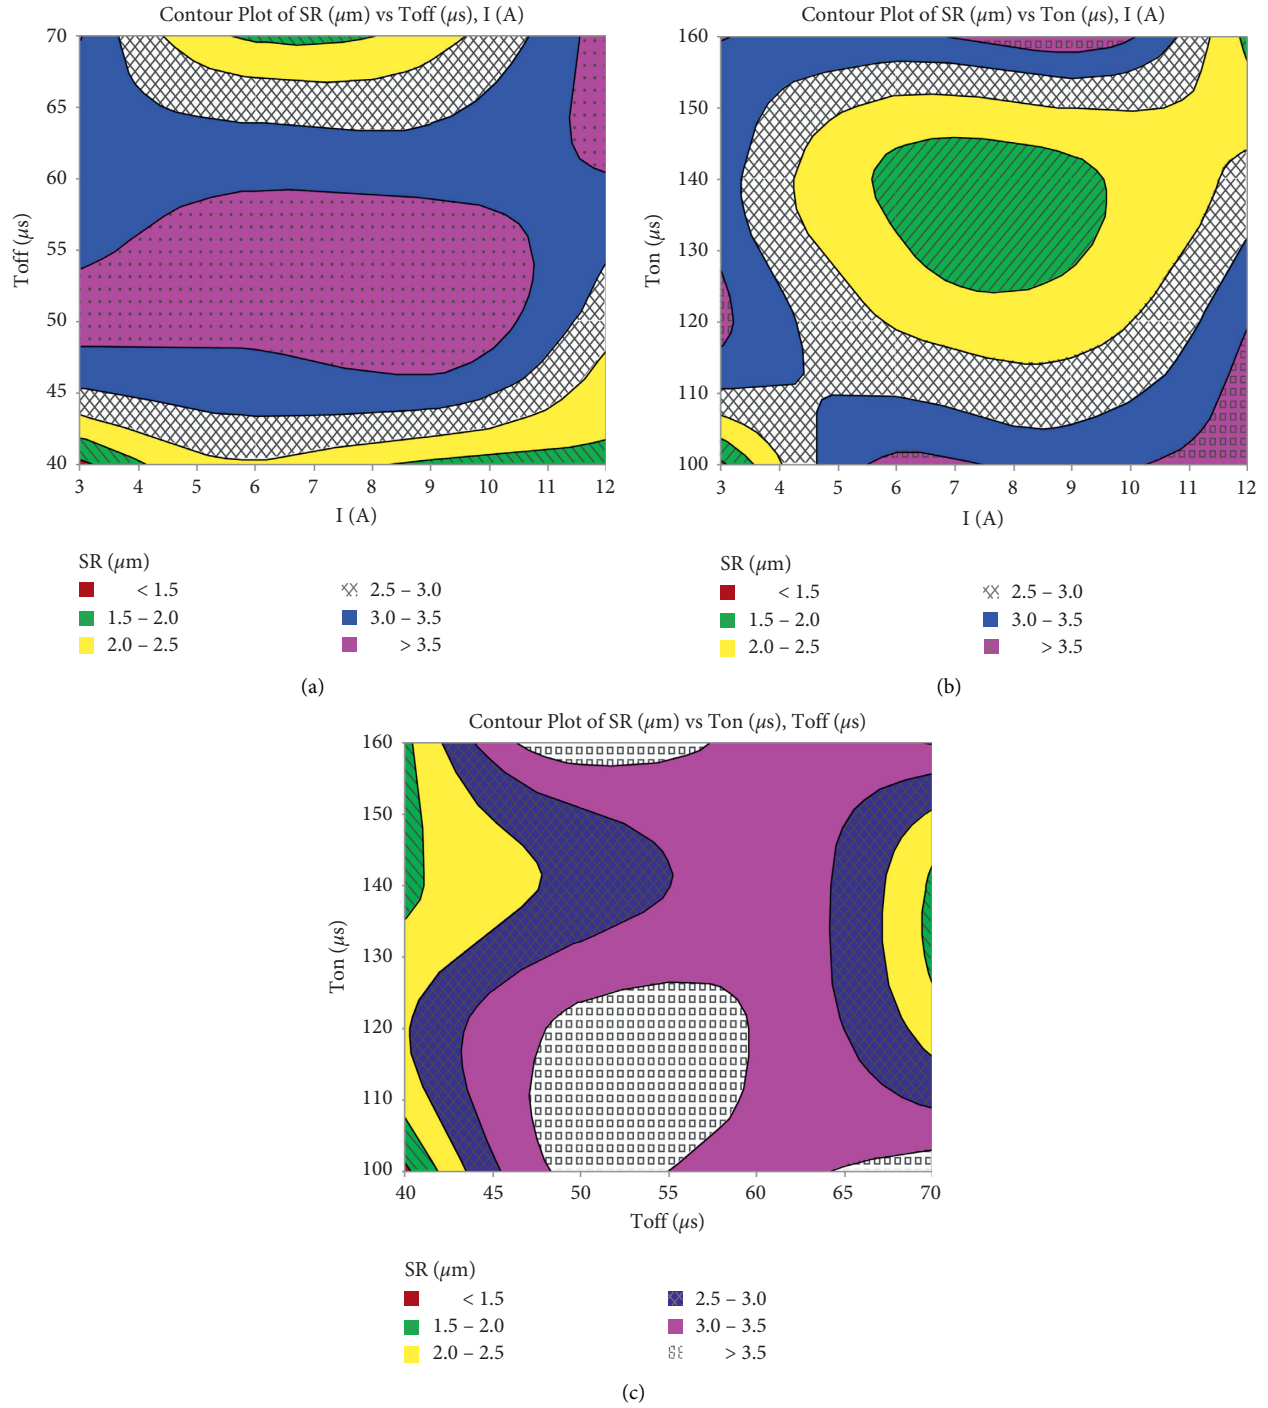 Contour Plot of SR (μm) vs Toff (μs), I (A)
70
65
60
55
50
45
40
Toff (μs)
3 4 5 6 7 8 9 10 11 12
I (A)
SR (μm)
< 1.5
1.5 – 2.0
2.0 – 2.5
2.5 – 3.0
3.0 – 3.5
> 3.5
(a)
Contour Plot of SR (μm) vs Ton (μs), I (A)
160
150
140
130
120
110
100
Ton (μs)
3 4 5 6 7 8 9 10 11 12
I (A)
SR (μm)
< 1.5
1.5 – 2.0
2.0 – 2.5
2.5 – 3.0
3.0 – 3.5
> 3.5
(b)
Contour Plot of SR (μm) vs Ton (μs), Toff (μs)
160
150
140
130
120
110
100
Ton (μs)
40 45 50 55 60 65 70
Toff (μs)
SR (μm)
< 1.5
1.5 – 2.0
2.0 – 2.5
2.5 – 3.0
3.0 – 3.5
> 3.5
(c)